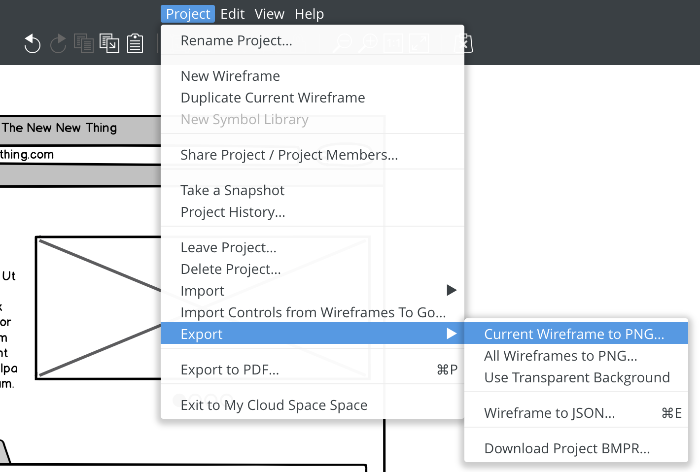 Project Edit View Help
Rename Project...
New Wireframe
Duplicate Current Wireframe
New Symbol Library
The New New Thing
thing.com
Share Project / Project Members...
Take a Snapshot
Project History...
Leave Project...
Delete Project...
Ut
Import
or
Import Controls from Wireframes To Go...
Export
Current Wireframe to PNG...
All Wireframes to PNG...
Export to PDF... ⌘P
Use Transparent Background
um.
Exit to My Cloud Space Space
Wireframe to JSON... ⌘E
Download Project BMPR...